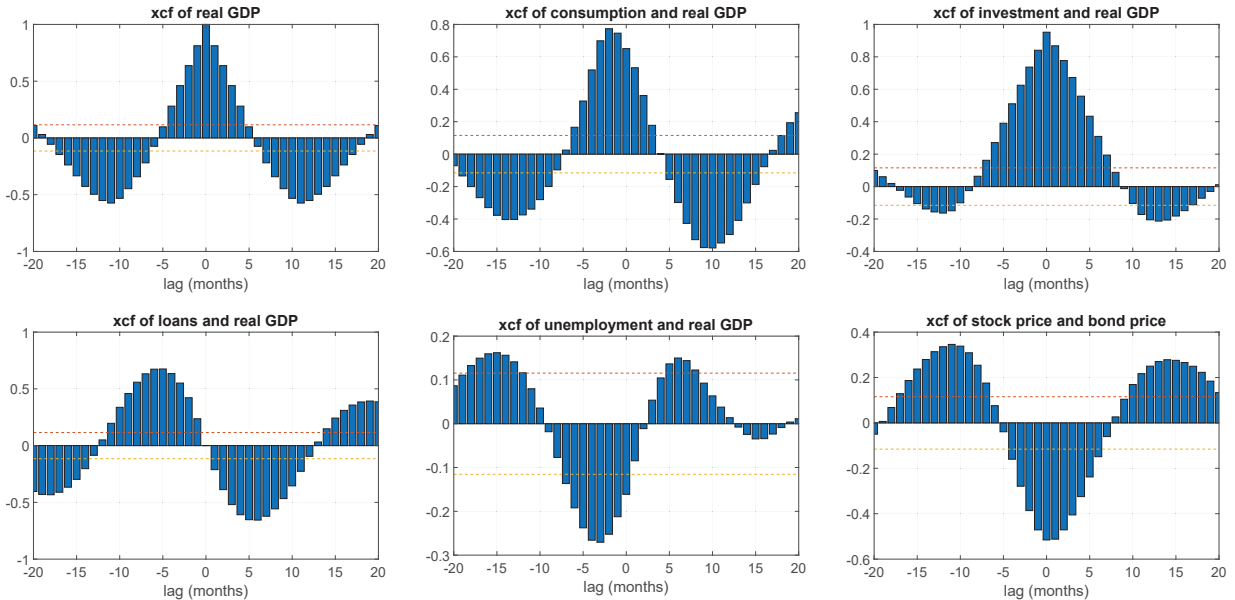 xcf of real GDP
1
0.5
0
-0.5
-1
-20 -15 -10 -5 0 5 10 15 20
lag (months)
xcf of consumption and real GDP
0.8
0.6
0.4
0.2
0
-0.2
-0.4
-0.6
-20 -15 -10 -5 0 5 10 15 20
lag (months)
xcf of investment and real GDP
1
0.8
0.6
0.4
0.2
0
-0.2
-0.4
-20 -15 -10 -5 0 5 10 15 20
lag (months)
xcf of loans and real GDP
1
0.5
0
-0.5
-1
-20 -15 -10 -5 0 5 10 15 20
lag (months)
xcf of unemployment and real GDP
0.2
0.1
0
-0.1
-0.2
-0.3
-20 -15 -10 -5 0 5 10 15 20
lag (months)
xcf of stock price and bond price
0.4
0.2
0
-0.2
-0.4
-0.6
-20 -15 -10 -5 0 5 10 15 20
lag (months)